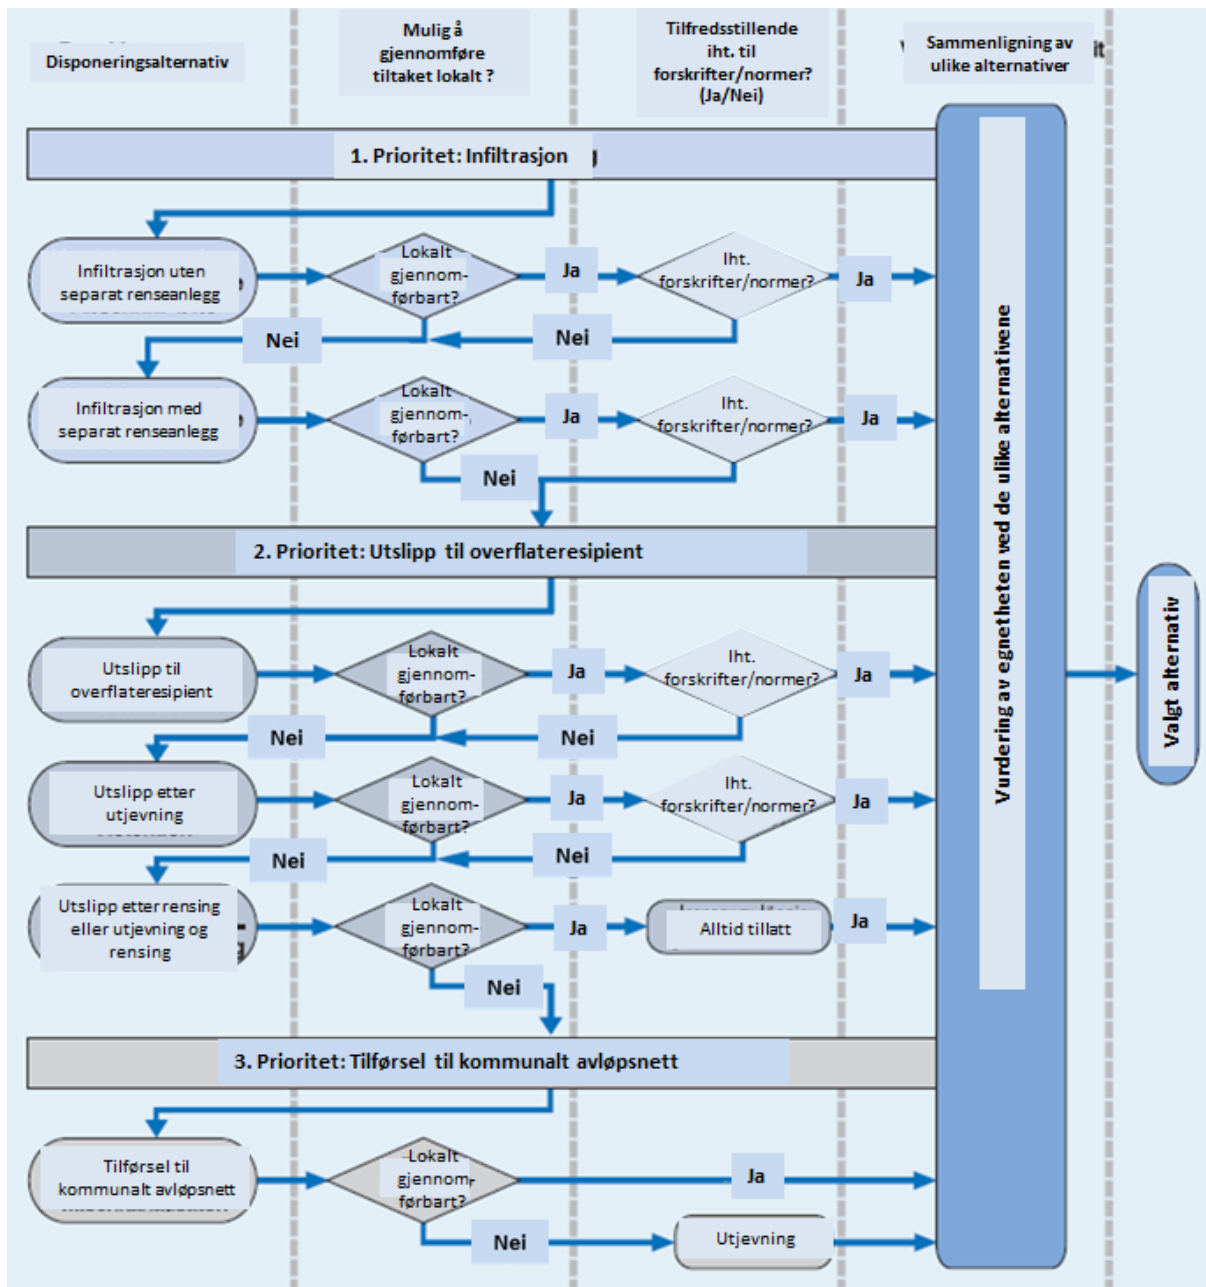 Disponeringsalternativ
Mulig å
gjennomføre
tiltaket lokalt ?
Tilfredsstillende
iht. til
forskrifter/normer?
(Ja/Nei)
Sammenligning av
ulike alternativer
1. Prioritet: Infiltrasjon
Infiltrasjon uten
separat renseanlegg
Lokalt
gjennom-
førbart?
Ja
Iht.
forskrifter/normer?
Ja
Nei
Nei
Infiltrasjon med
separat renseanlegg
Lokalt
gjennom-
førbart?
Ja
Iht.
forskrifter/normer?
Ja
Nei
2. Prioritet: Utslipp til overflateresipient
Utslipp til
overflateresipient
Lokalt
gjennom-
førbart?
Ja
Iht.
forskrifter/normer?
Ja
Nei
Nei
Utslipp etter
utjevning
Lokalt
gjennom-
førbart?
Ja
Iht.
forskrifter/normer?
Ja
Nei
Nei
Utslipp etter rensing
eller utjevning og
rensing
Lokalt
gjennom-
førbart?
Ja
Alltid tillatt
Ja
Nei
3. Prioritet: Tilførsel til kommunalt avløpsnett
Tilførsel til
kommunalt avløpsnett
Lokalt
gjennom-
førbart?
Ja
Nei
Utjevning
Vurdering av egnetheten ved de ulike alternativene
Valgt alternativ